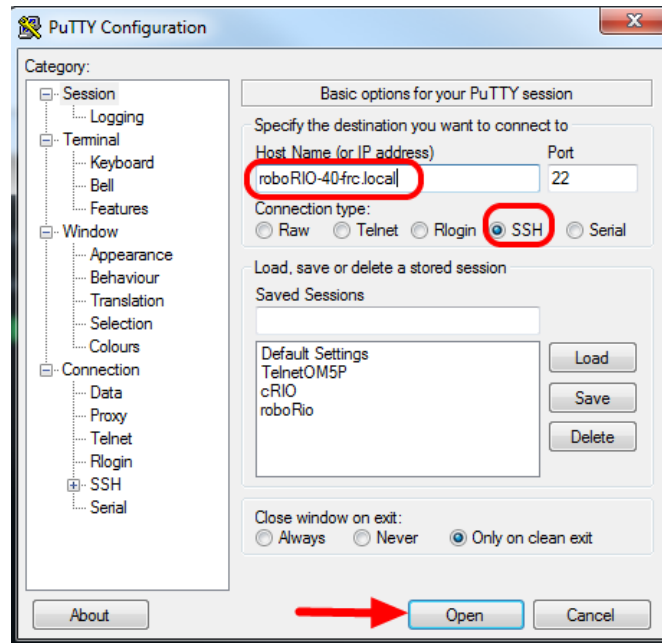 PuTTY Configuration
Category:
Session
Logging
Terminal
Keyboard
Bell
Features
Window
Appearance
Behaviour
Translation
Selection
Colours
Connection
Data
Proxy
Telnet
Rlogin
SSH
Serial
Basic options for your PuTTY session
Specify the destination you want to connect to
Host Name (or IP address) Port
roboRIO-40-frc.local 22
Connection type:
Raw Telnet Rlogin SSH Serial
Load, save or delete a stored session
Saved Sessions
Default Settings
TelnetOM5P
cRIO
roboRio
Load
Save
Delete
Close window on exit:
Always Never Only on clean exit
About Open Cancel